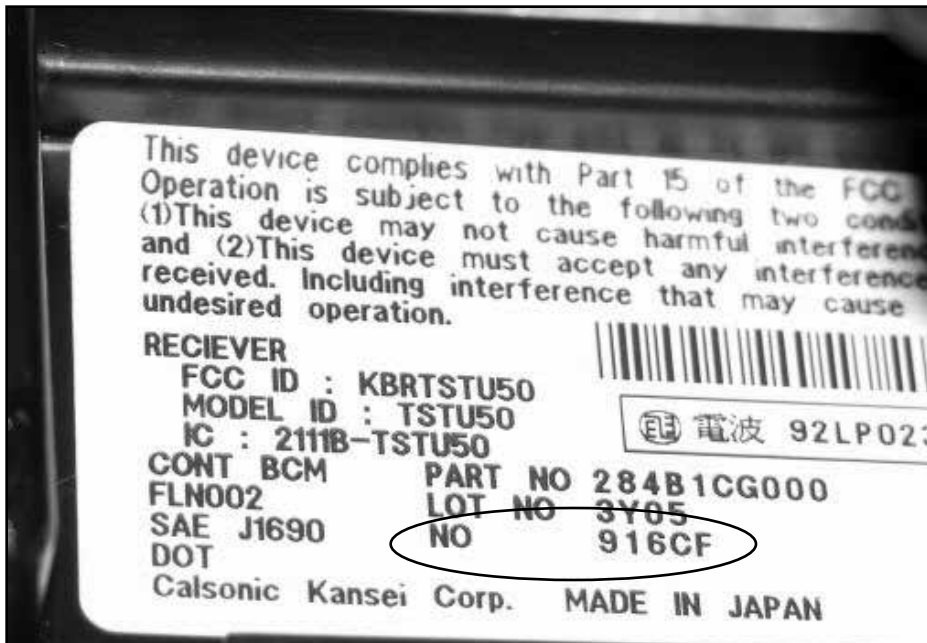 This device complies with Part 15 of the FCC
Operation is subject to the following two
(1)This device may not cause harmful
and (2)This device must accept any interference
received. Including interference that may cause
undesired operation.
RECIEVER
FCC ID : KBRTSTU50
MODEL ID : TSTU50
IC : 2111B-TSTU50
電波 92LP023
CONT BCM PART NO 284B1CG000
FLN002 LOT NO 3Y05
SAE J1690 NO 916CF
DOT
Calsonic Kansei Corp. MADE IN JAPAN